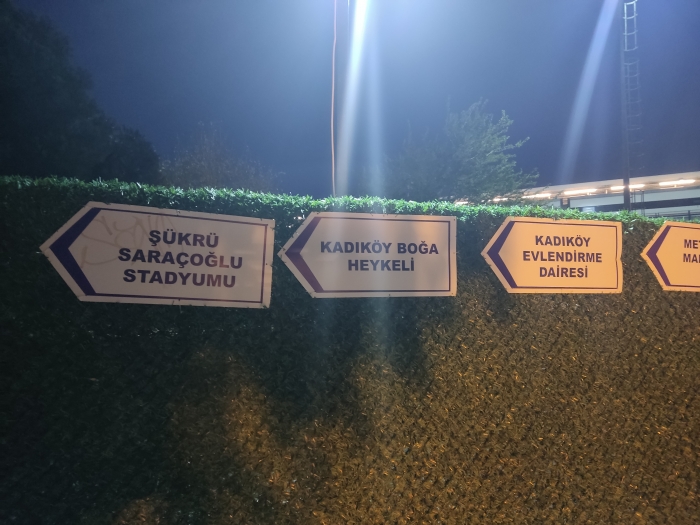 ŞÜKRÜ
SARAÇOĞLU
STADYUMU
KADIKÖY BOĞA
HEYKELİ
KADIKÖY
EVLENDİRME
DAİRESİ